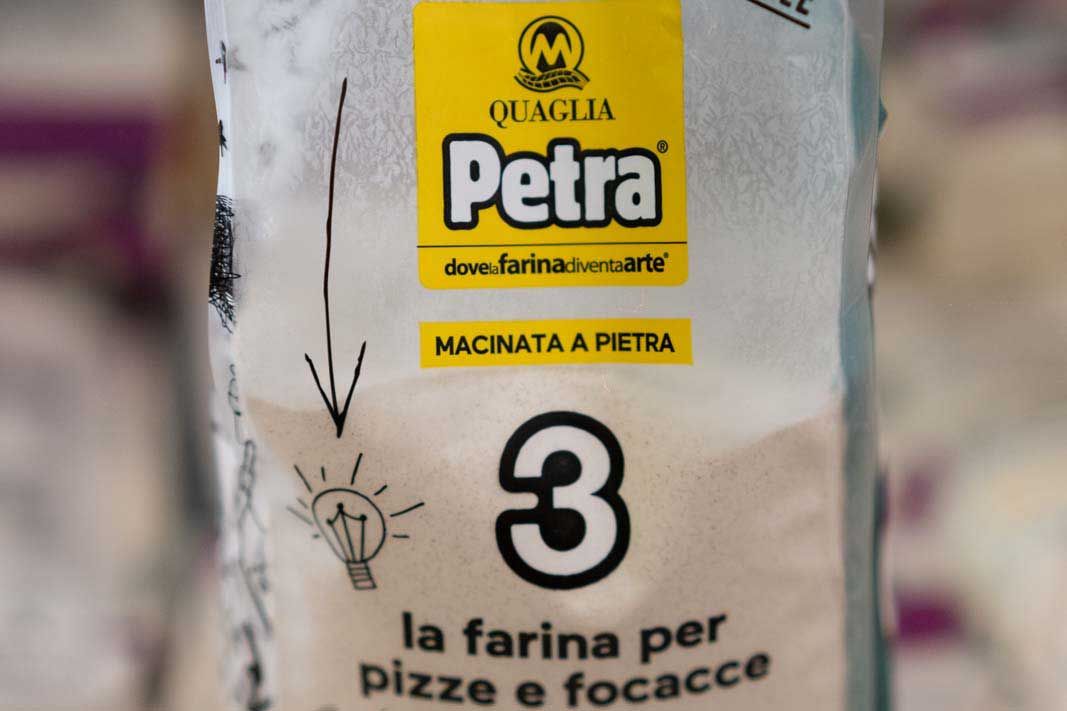 M
QUAGLIA
Petra®
dovelafarinadiventaarte®
MACINATA A PIETRA
3
la farina per
pizze e focacce